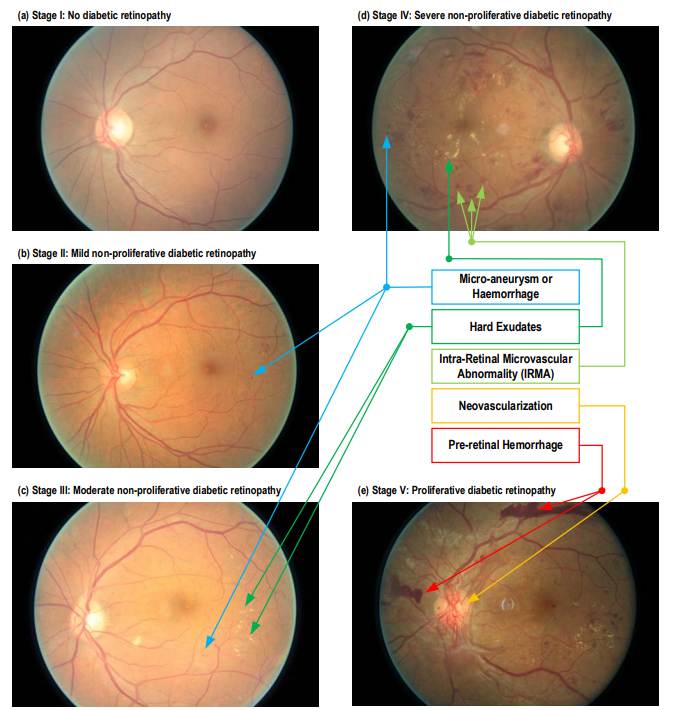 (a) Stage I: No diabetic retinopathy
(d) Stage IV: Severe non-proliferative diabetic retinopathy
(b) Stage II: Mild non-proliferative diabetic retinopathy
Micro-aneurysm or
Haemorrhage
Hard Exudates
Intra-Retinal Microvascular
Abnormality (IRMA)
Neovascularization
Pre-retinal Hemorrhage
(c) Stage III: Moderate non-proliferative diabetic retinopathy
(e) Stage V: Proliferative diabetic retinopathy